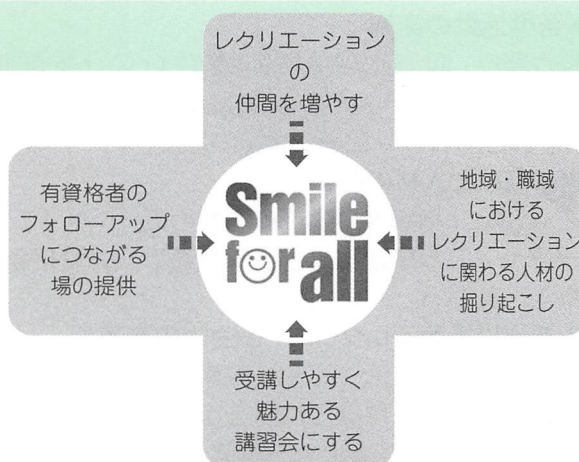 レクリエーション
の
仲間を増やす
有資格者の
フォローアップ
につながる
場の提供
Smile
for all
地域・職域
における
レクリエーション
に関わる人材の
掘り起こし
受講しやすく
魅力ある
講習会にする